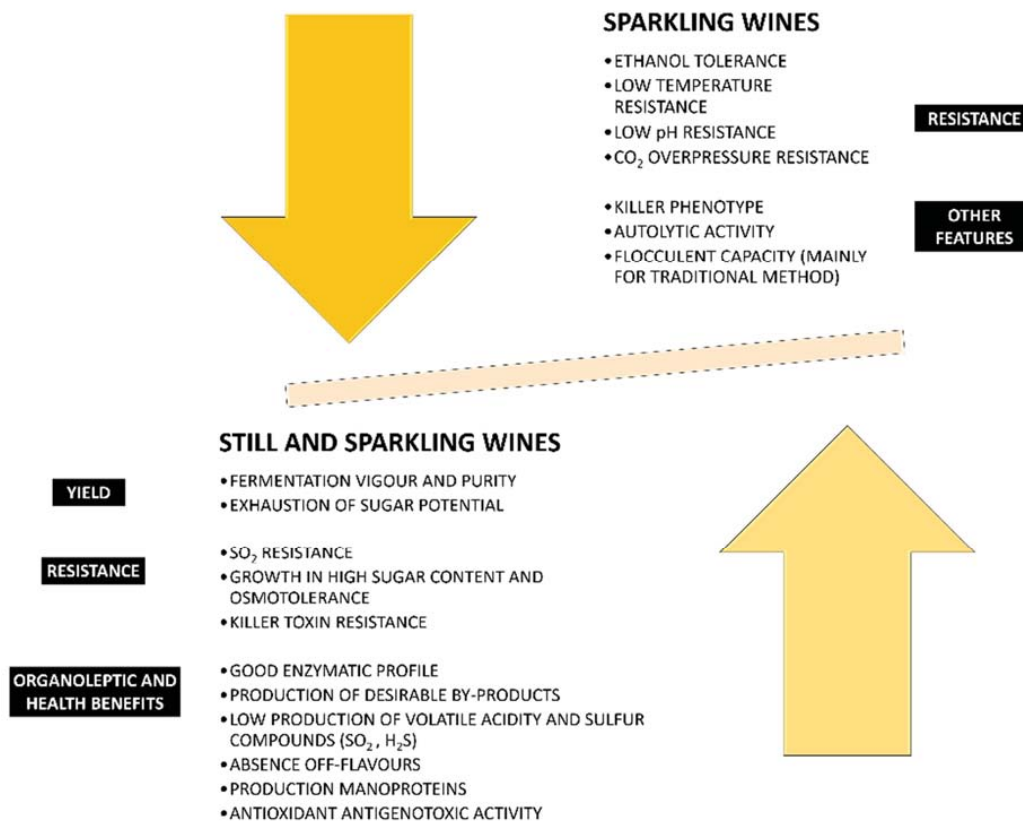 SPARKLING WINES
•ETHANOL TOLERANCE
•LOW TEMPERATURE
RESISTANCE
•LOW pH RESISTANCE
•CO₂ OVERPRESSURE RESISTANCE
RESISTANCE
•KILLER PHENOTYPE
•AUTOLYTIC ACTIVITY
•FLOCCULENT CAPACITY (MAINLY
FOR TRADITIONAL METHOD)
OTHER
FEATURES
STILL AND SPARKLING WINES
YIELD
•FERMENTATION VIGOUR AND PURITY
•EXHAUSTION OF SUGAR POTENTIAL
RESISTANCE
•SO₂ RESISTANCE
•GROWTH IN HIGH SUGAR CONTENT AND
OSMOTOLERANCE
•KILLER TOXIN RESISTANCE
ORGANOLEPTIC AND
HEALTH BENEFITS
•GOOD ENZYMATIC PROFILE
•PRODUCTION OF DESIRABLE BY-PRODUCTS
•LOW PRODUCTION OF VOLATILE ACIDITY AND SULFUR
COMPOUNDS (SO₂ , H₂S)
•ABSENCE OFF-FLAVOURS
•PRODUCTION MANOPROTEINS
•ANTIOXIDANT ANTIGENOTOXIC ACTIVITY